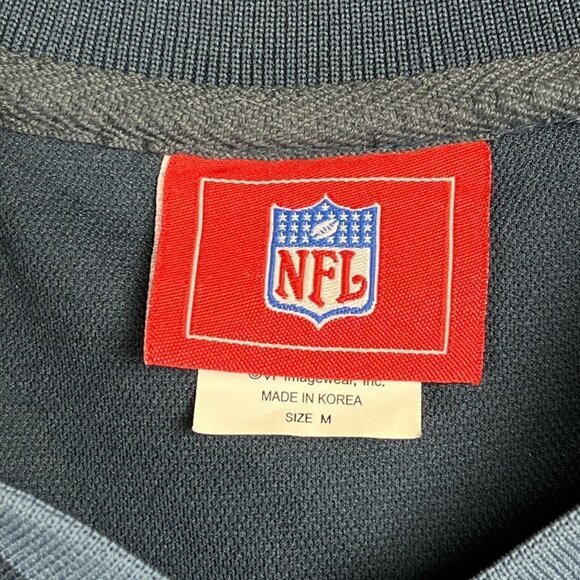 NFL
©VF Imagewear, Inc.
MADE IN KOREA
SIZE M